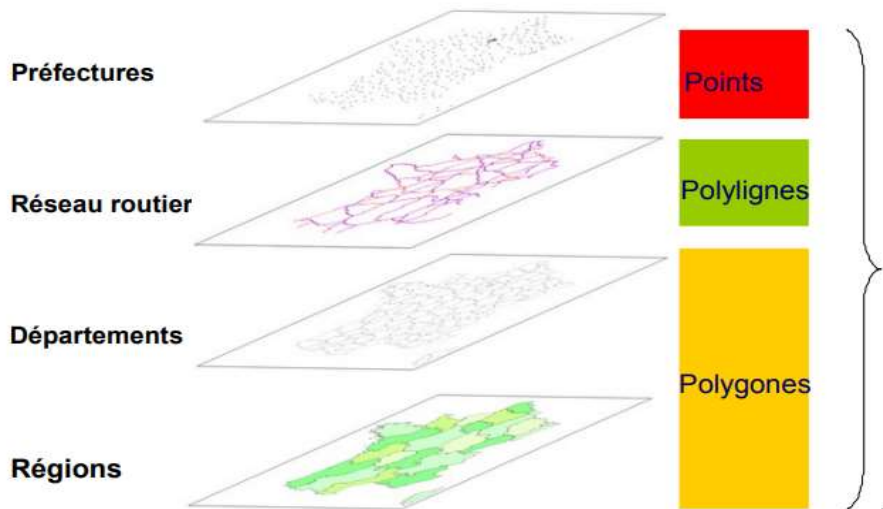 Préfectures
Points
Réseau routier
Polylignes
Départements
Polygones
Régions